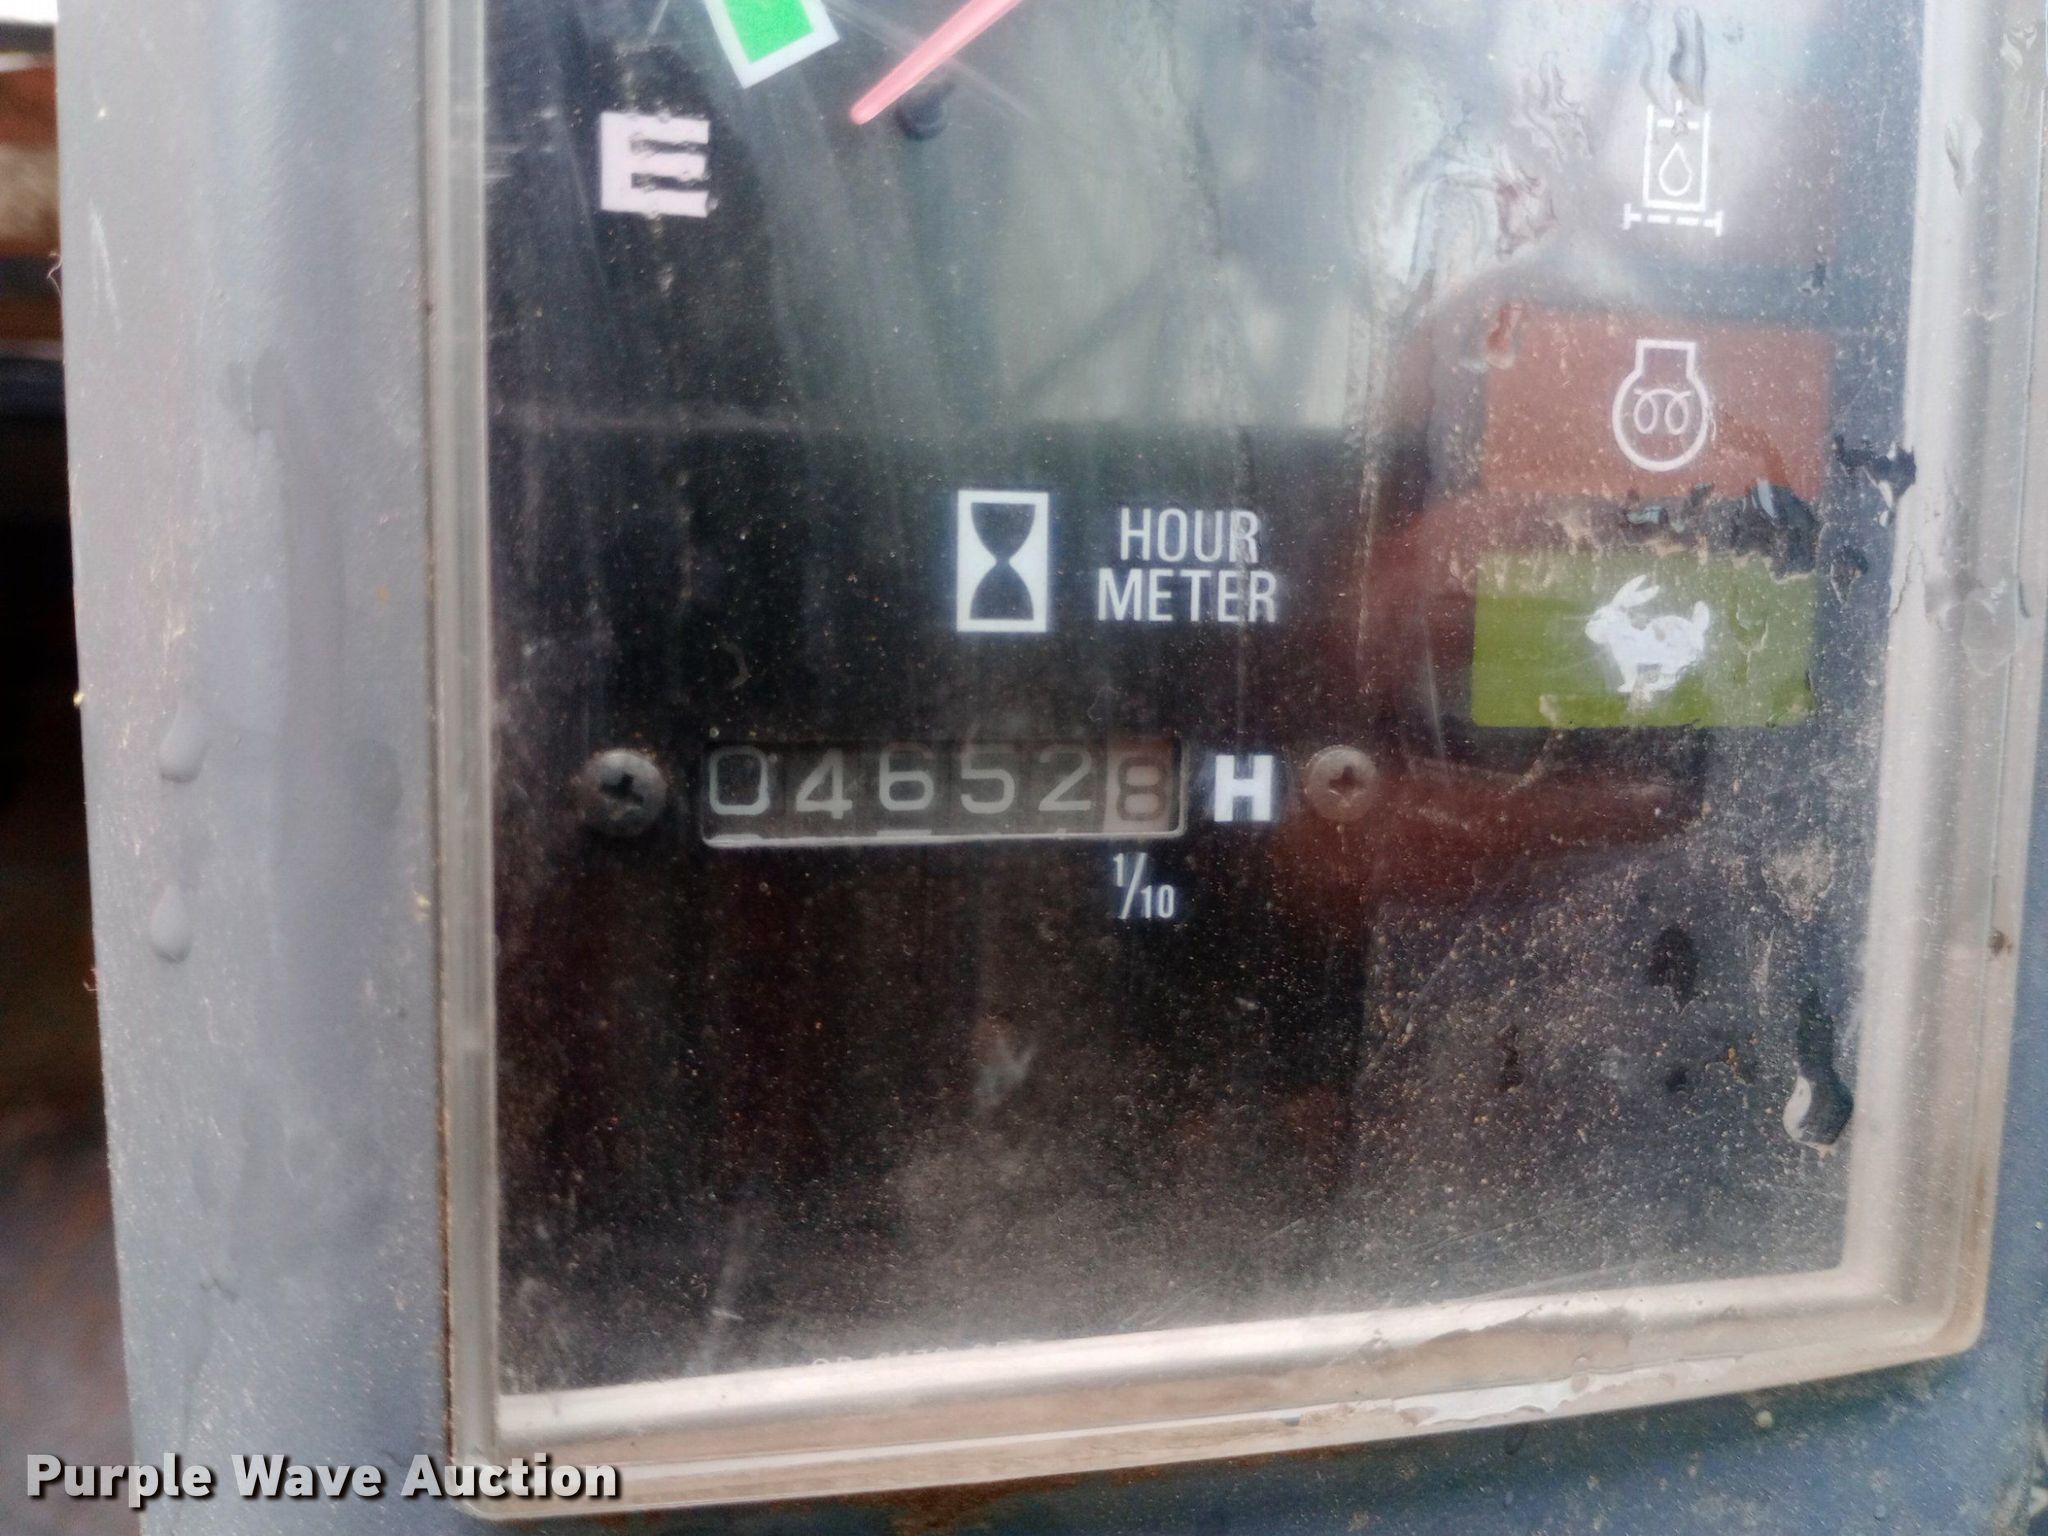 E
HOUR
METER
046528 H
1/10
Purple Wave Auction